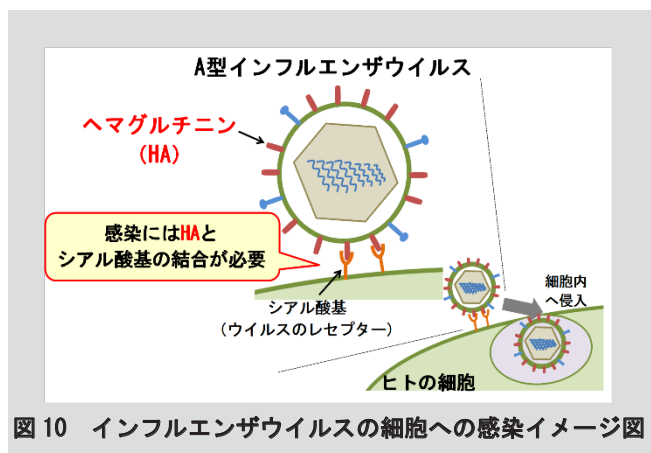 A型インフルエンザウイルス
ヘマグルチニン
(HA)
感染にはHAと
シアル酸基の結合が必要
シアル酸基
(ウイルスのレセプター)
細胞内
へ侵入
ヒトの細胞
図10 インフルエンザウイルスの細胞への感染イメージ図